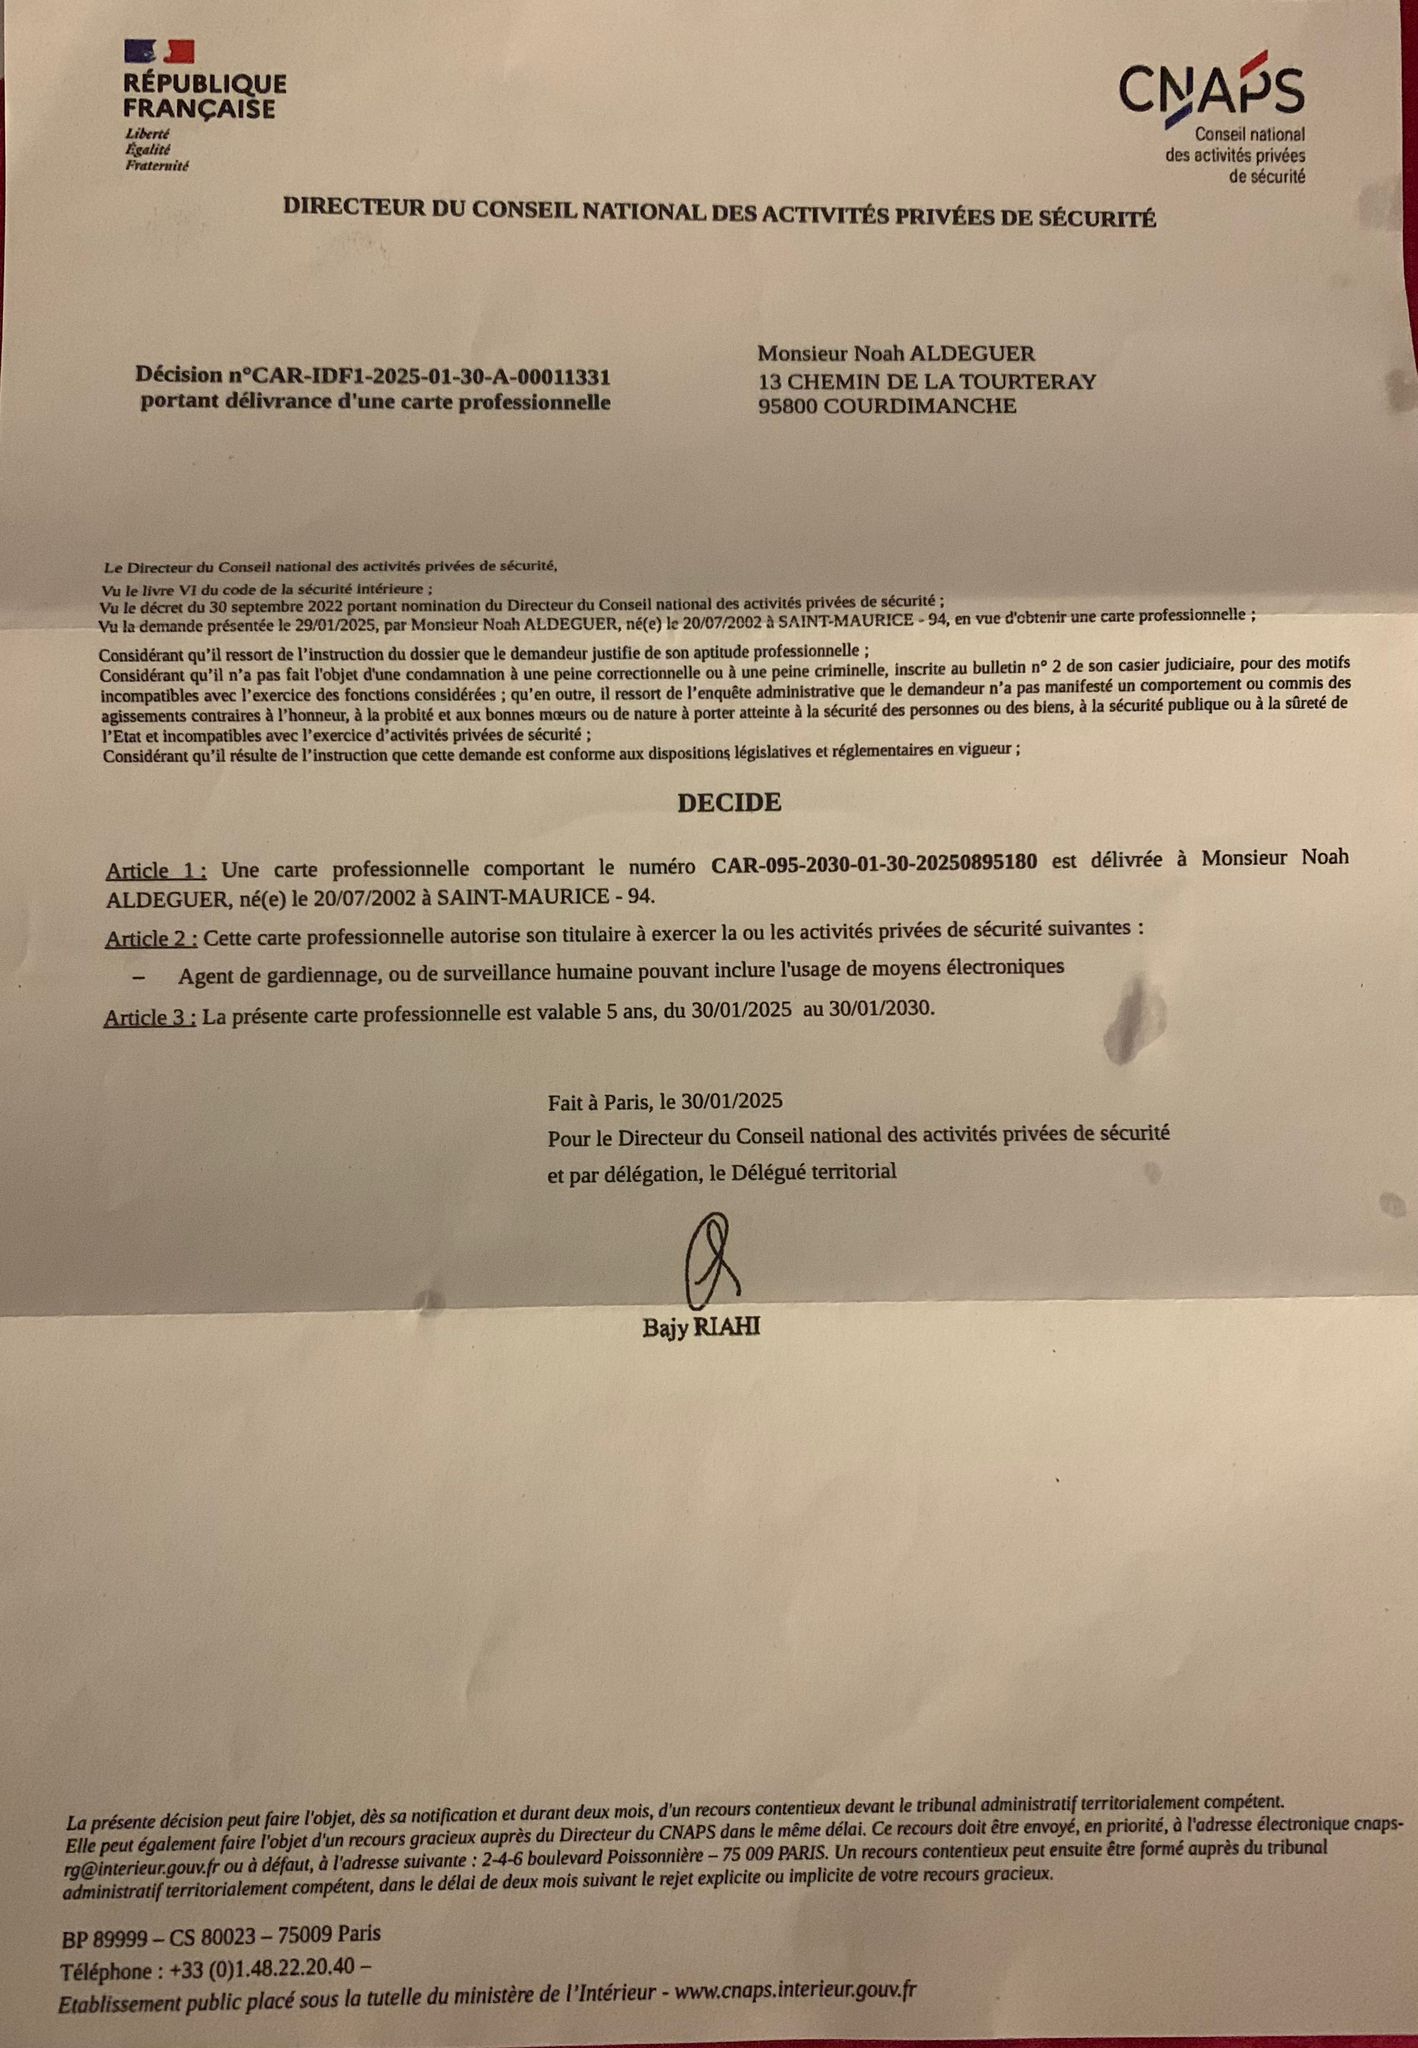 RÉPUBLIQUE
FRANÇAISE
Liberté
Égalité
Fraternité
CNAPS
Conseil national
des activités privées
de sécurité
DIRECTEUR DU CONSEIL NATIONAL DES ACTIVITÉS PRIVÉES DE SÉCURITÉ
Décision n°CAR-IDF1-2025-01-30-A-00011331
portant délivrance d'une carte professionnelle
Monsieur Noah ALDEGUER
13 CHEMIN DE LA TOURTERAY
95800 COURDIMANCHE
Le Directeur du Conseil national des activités privées de sécurité,
Vu le livre VI du code de la sécurité intérieure ;
Vu le décret du 30 septembre 2022 portant nomination du Directeur du Conseil national des activités privées de sécurité ;
Vu la demande présentée le 29/01/2025, par Monsieur Noah ALDEGUER, né(e) le 20/07/2002 à SAINT-MAURICE - 94, en vue d'obtenir une carte professionnelle ;
Considérant qu'il ressort de l'instruction du dossier que le demandeur justifie de son aptitude professionnelle ;
Considérant qu'il n'a pas fait l'objet d'une condamnation à une peine correctionnelle ou à une peine criminelle, inscrite au bulletin n° 2 de son casier judiciaire, pour des motifs
incompatibles avec l'exercice des fonctions considérées ; qu'en outre, il ressort de l'enquête administrative que le demandeur n'a pas manifesté un comportement ou commis des
agissements contraires à l'honneur, à la probité et aux bonnes mœurs ou de nature à porter atteinte à la sécurité des personnes ou des biens, à la sécurité publique ou à la sûreté de
l'Etat et incompatibles avec l'exercice d'activités privées de sécurité ;
Considérant qu'il résulte de l'instruction que cette demande est conforme aux dispositions législatives et réglementaires en vigueur ;
DECIDE
Article 1 : Une carte professionnelle comportant le numéro CAR-095-2030-01-30-20250895180 est délivrée à Monsieur Noah
ALDEGUER, né(e) le 20/07/2002 à SAINT-MAURICE - 94.
Article 2 : Cette carte professionnelle autorise son titulaire à exercer la ou les activités privées de sécurité suivantes :
– Agent de gardiennage, ou de surveillance humaine pouvant inclure l'usage de moyens électroniques
Article 3 : La présente carte professionnelle est valable 5 ans, du 30/01/2025 au 30/01/2030.
Fait à Paris, le 30/01/2025
Pour le Directeur du Conseil national des activités privées de sécurité
et par délégation, le Délégué territorial
Bajy RIAHI
La présente décision peut faire l'objet, dès sa notification et durant deux mois, d'un recours contentieux devant le tribunal administratif territorialement compétent.
Elle peut également faire l'objet d'un recours gracieux auprès du Directeur du CNAPS dans le même délai. Ce recours doit être envoyé, en priorité, à l'adresse électronique cnaps-
rg@interieur.gouv.fr ou à défaut, à l'adresse suivante : 2-4-6 boulevard Poissonnière – 75 009 PARIS. Un recours contentieux peut ensuite être formé auprès du tribunal
administratif territorialement compétent, dans le délai de deux mois suivant le rejet explicite ou implicite de votre recours gracieux.
BP 89999 – CS 80023 – 75009 Paris
Téléphone : +33 (0)1.48.22.20.40 –
Etablissement public placé sous la tutelle du ministère de l'Intérieur - www.cnaps.interieur.gouv.fr